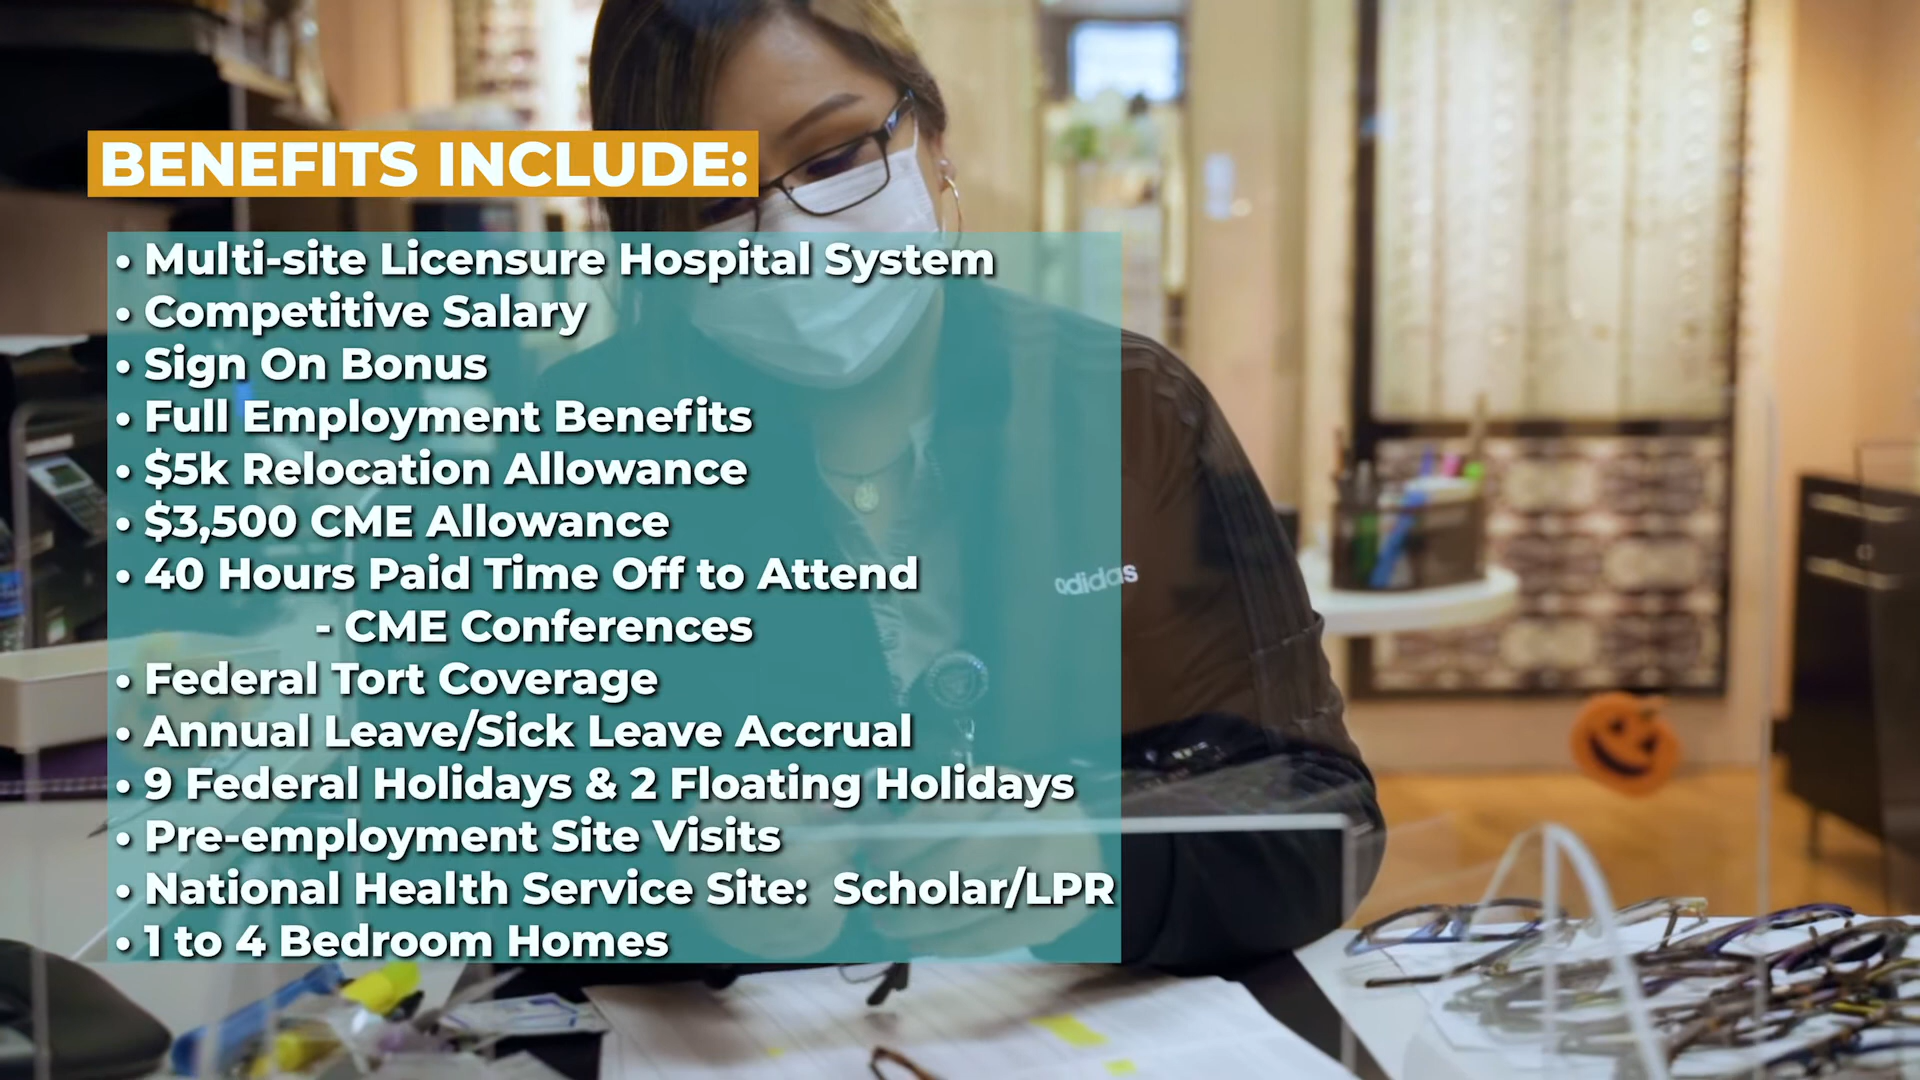 BENEFITS INCLUDE:
• Multi-site Licensure Hospital System
• Competitive Salary
• Sign On Bonus
• Full Employment Benefits
• $5k Relocation Allowance
• $3,500 CME Allowance
• 40 Hours Paid Time Off to Attend
- CME Conferences
• Federal Tort Coverage
• Annual Leave/Sick Leave Accrual
• 9 Federal Holidays & 2 Floating Holidays
• Pre-employment Site Visits
• National Health Service Site: Scholar/LPR
• 1 to 4 Bedroom Homes
adidas